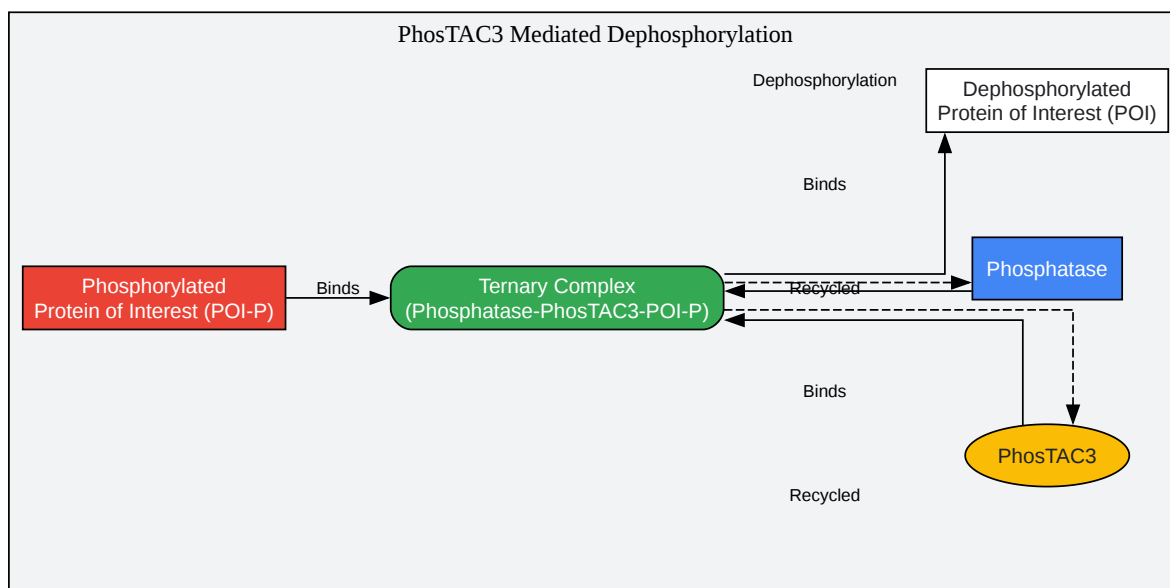 PhosTAC3 Mediated Dephosphorylation
Dephosphorylation
Dephosphorylated
Protein of Interest (POI)
Binds
Phosphatase
Phosphorylated
Protein of Interest (POI-P)
Binds
Ternary Complex
(Phosphatase-PhosTAC3-POI-P)
Recycled
Binds
PhosTAC3
Recycled